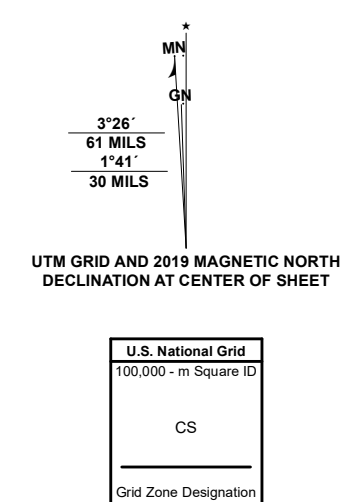 ★
MN
GN
3°26´
61 MILS
1°41´
30 MILS
UTM GRID AND 2019 MAGNETIC NORTH
DECLINATION AT CENTER OF SHEET
U.S. National Grid
100,000 - m Square ID
CS
Grid Zone Designation